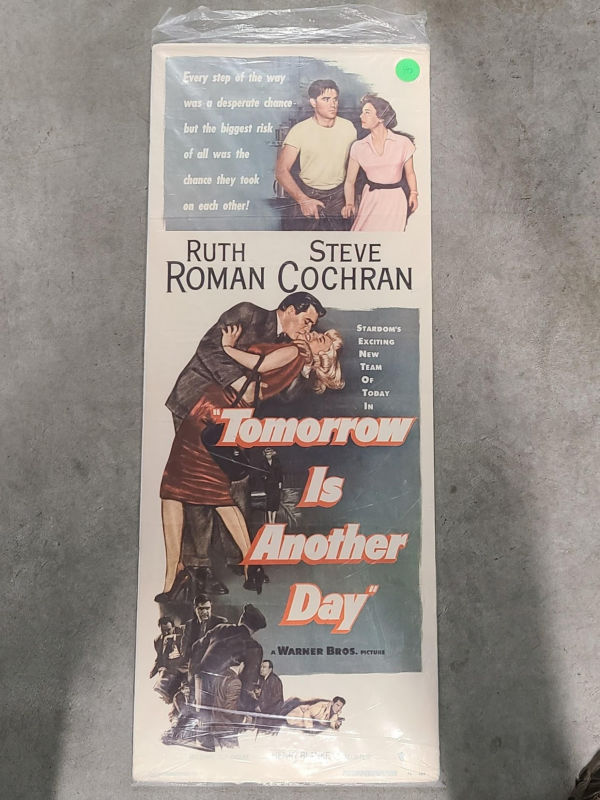 Every step of the way
was a desperate chance-
but the biggest risk
of all was the
chance they took
on each other!
RUTH ROMAN
STEVE COCHRAN
STARDOM'S
EXCITING
NEW
TEAM
OF
TODAY
IN
"Tomorrow
Is
Another
Day"
A WARNER BROS. PICTURE
HENRY BLANKE